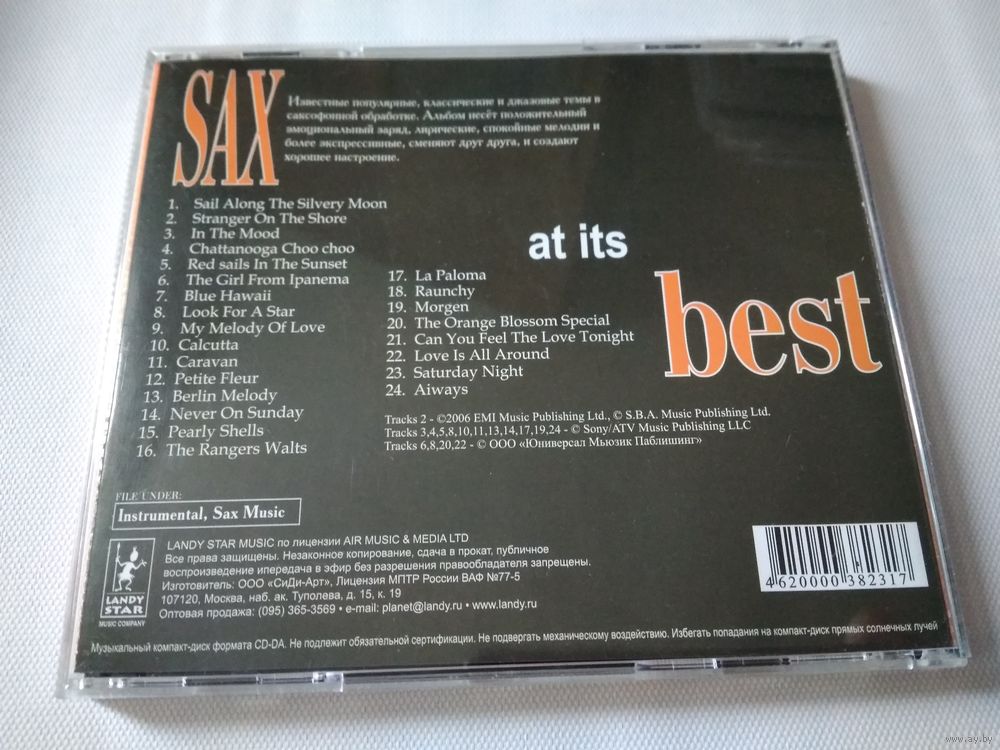 SAX
Известные популярные, классические и джазовые темы в
саксофонной обработке. Альбом несёт положительный
эмоциональный заряд, лирические, спокойные мелодии и
более экспрессивные, сменяют друг друга, и создают
хорошее настроение.
1. Sail Along The Silvery Moon
2. Stranger On The Shore
3. In The Mood
4. Chattanooga Choo choo
5. Red sails In The Sunset
6. The Girl From Ipanema
7. Blue Hawaii
8. Look For A Star
9. My Melody Of Love
10. Calcutta
11. Caravan
12. Petite Fleur
13. Berlin Melody
14. Never On Sunday
15. Pearly Shells
16. The Rangers Walts
at its
best
17. La Paloma
18. Raunchy
19. Morgen
20. The Orange Blossom Special
21. Can You Feel The Love Tonight
22. Love Is All Around
23. Saturday Night
24. Aiways
Tracks 2 - ©2006 EMI Music Publishing Ltd., © S.B.A. Music Publishing Ltd.
Tracks 3,4,5,8,10,11,13,14,17,19,24 - © Sony/ATV Music Publishing LLC
Tracks 6,8,20,22 - © ООО «Юниверсал Мьюзик Паблишинг»
FILE UNDER:
Instrumental, Sax Music
LANDY STAR
MUSIC COMPANY
LANDY STAR MUSIC по лицензии AIR MUSIC & MEDIA LTD
Все права защищены. Незаконное копирование, сдача в прокат, публичное
воспроизведение ипередача в эфир без разрешения правообладателя запрещены.
Изготовитель: ООО «СиДи-Арт», Лицензия МПТР России ВАФ №77-5
107120, Москва, наб. ак. Туполева, д. 15, к. 19
Оптовая продажа: (095) 365-3569 • e-mail: planet@landy.ru • www.landy.ru
4 620000 382317
Музыкальный компакт-диск формата CD-DA. Не подлежит обязательной сертификации. Не подвергать механическому воздействию. Избегать попадания на компакт-диск прямых солнечных лучей
www.ay.by